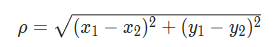 ρ = √((x₁ − x₂)² + (y₁ − y₂)²)